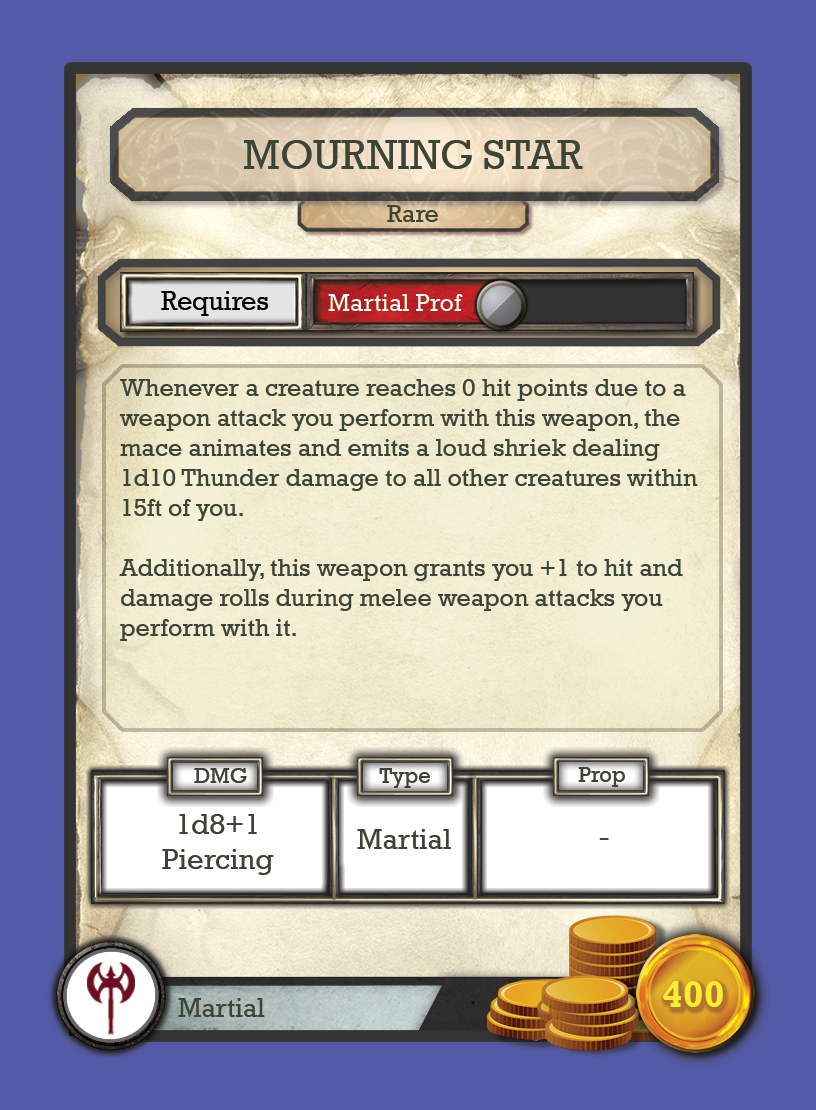 MOURNING STAR
Rare
Requires
Martial Prof
Whenever a creature reaches 0 hit points due to a
weapon attack you perform with this weapon, the
mace animates and emits a loud shriek dealing
1d10 Thunder damage to all other creatures within
15ft of you.
Additionally, this weapon grants you +1 to hit and
damage rolls during melee weapon attacks you
perform with it.
DMG
1d8+1
Piercing
Type
Martial
Prop
-
Martial
400